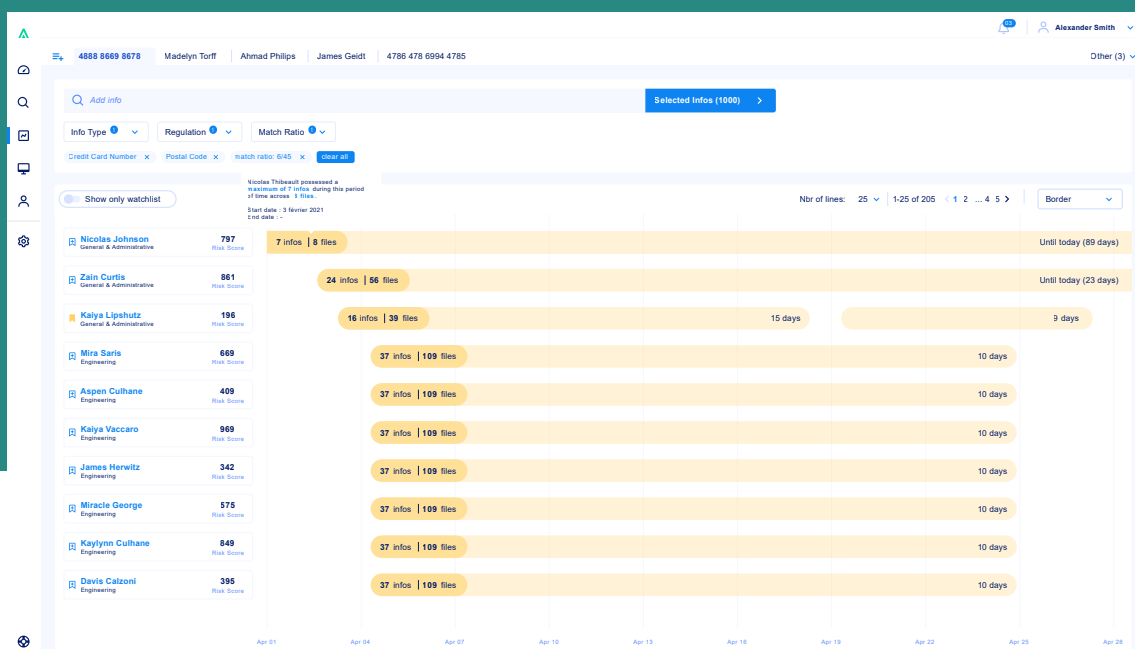 03
Alexander Smith
4888 8669 8678
Madelyn Torff
Ahmad Philips
James Geidt
4786 478 6994 4785
Other (3)
Add info
Selected Infos (1000)
Info Type
Regulation
Match Ratio
Credit Card Number
Postal Code
match ratio: 6/45
clear all
Nicolas Thibeault possessed a
maximum of 7 infos during this period
of time across 8 files.
Start date : 3 février 2021
End date : -
Show only watchlist
Nbr of lines: 25
1-25 of 205
1 2 ... 4 5
Border
Nicolas Johnson 797
General & Administrative Risk Score
7 infos | 8 files
Until today (89 days)
Zain Curtis 861
General & Administrative Risk Score
24 infos | 56 files
Until today (23 days)
Kaiya Lipshutz 196
General & Administrative Risk Score
16 infos | 39 files
15 days
9 days
Mira Saris 669
Engineering Risk Score
37 infos | 109 files
10 days
Aspen Culhane 409
Engineering Risk Score
37 infos | 109 files
10 days
Kaiya Vaccaro 969
Engineering Risk Score
37 infos | 109 files
10 days
James Herwitz 342
Engineering Risk Score
37 infos | 109 files
10 days
Miracle George 575
Engineering Risk Score
37 infos | 109 files
10 days
Kaylynn Culhane 849
Engineering Risk Score
37 infos | 109 files
10 days
Davis Calzoni 395
Engineering Risk Score
37 infos | 109 files
10 days
Apr 01
Apr 04
Apr 07
Apr 10
Apr 13
Apr 16
Apr 19
Apr 22
Apr 25
Apr 28